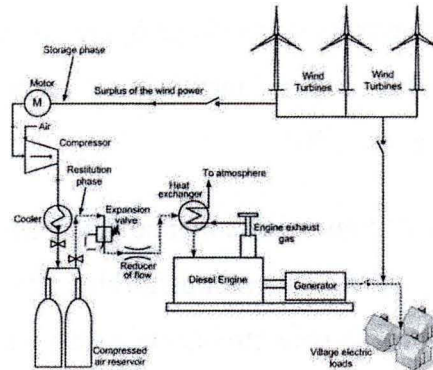 Storage phase
Motor
M
Surplus of the wind power
Wind
Turbines
Wind
Turbines
Air
Compressor
Restitution
phase
Cooler
Expansion
valve
Heat
exchanger
To atmosphere
Engine exhaust
gas
Reducer
of flow
Diesel Engine
Generator
Compressed
air reservoir
Village electric
loads